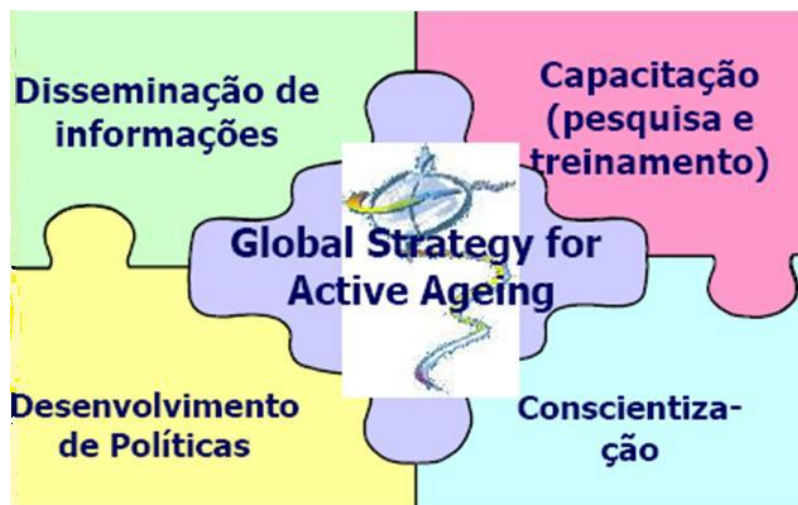 Disseminação de
informações
Capacitação
(pesquisa e
treinamento)
Global Strategy for
Active Ageing
Desenvolvimento
de Políticas
Conscientiza-
ção